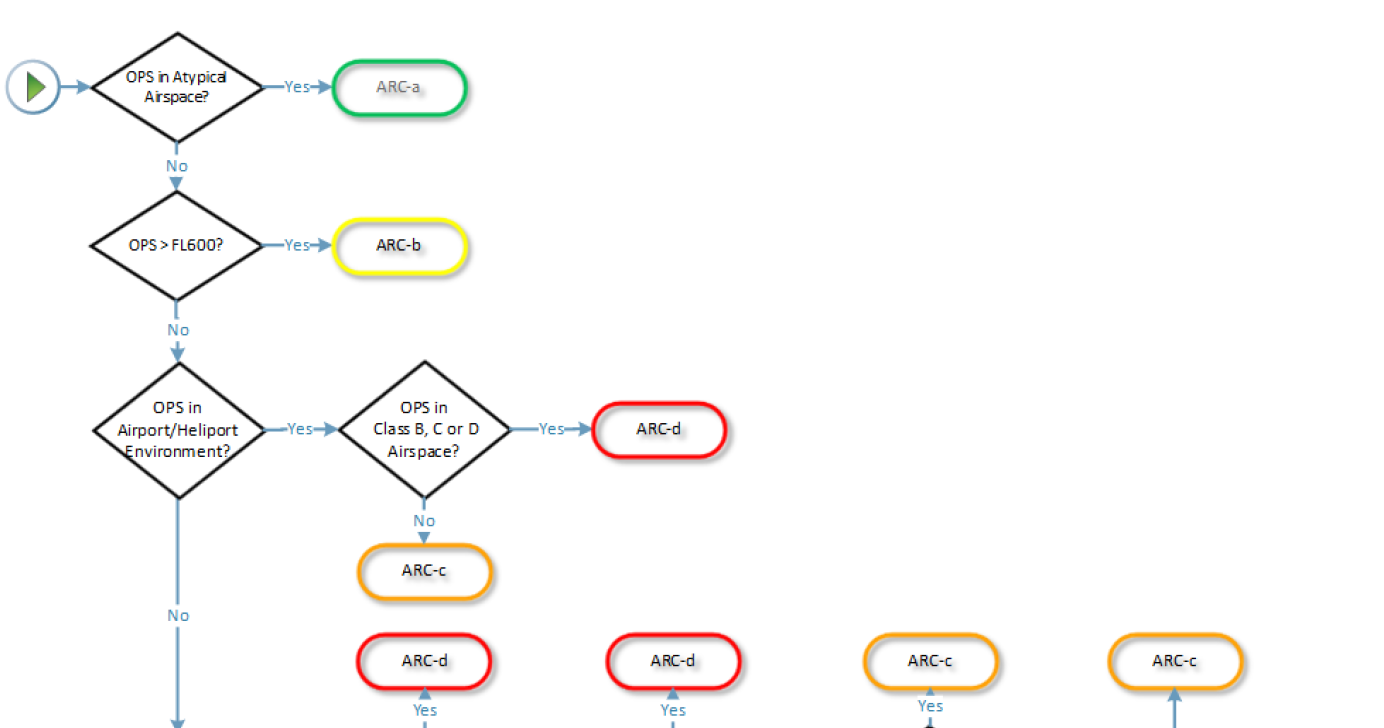 OPS in Atypical
Airspace?
Yes
ARC-a
No
OPS > FL600?
Yes
ARC-b
No
OPS in
Airport/Heliport
Environment?
Yes
OPS in
Class B, C or D
Airspace?
Yes
ARC-d
No
ARC-c
No
ARC-d
ARC-d
ARC-c
ARC-c
Yes
Yes
Yes